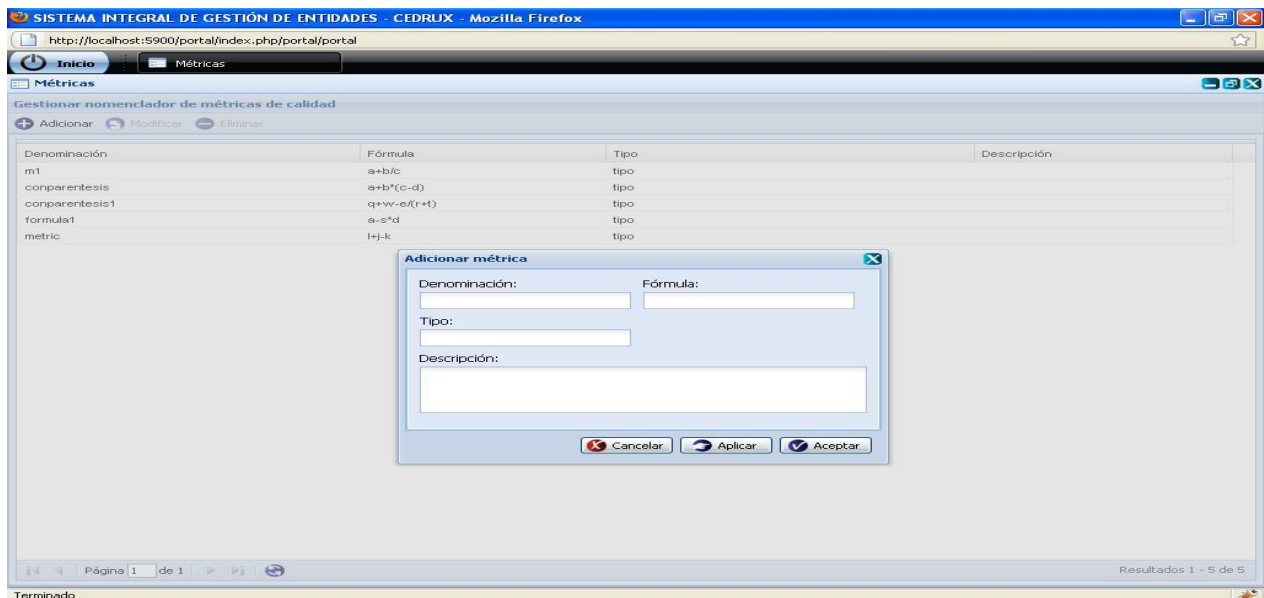 SISTEMA INTEGRAL DE GESTIÓN DE ENTIDADES - CEDRUX - Mozilla Firefox
http://localhost:5900/portal/index.php/portal/portal
Inicio Métricas
Métricas
Gestionar nomenclador de métricas de calidad
Adicionar Modificar Eliminar
Denominación Fórmula Tipo Descripción
m1 a+b/c tipo
conparentesis a+b*(c-d) tipo
conparentesis1 q+w-e/(r+t) tipo
formula1 a-s*d tipo
metric l+j-k tipo
Adicionar métrica
Denominación: Fórmula:
Tipo:
Descripción:
Cancelar Aplicar Aceptar
Página 1 de 1 Resultados 1 - 5 de 5
Terminado